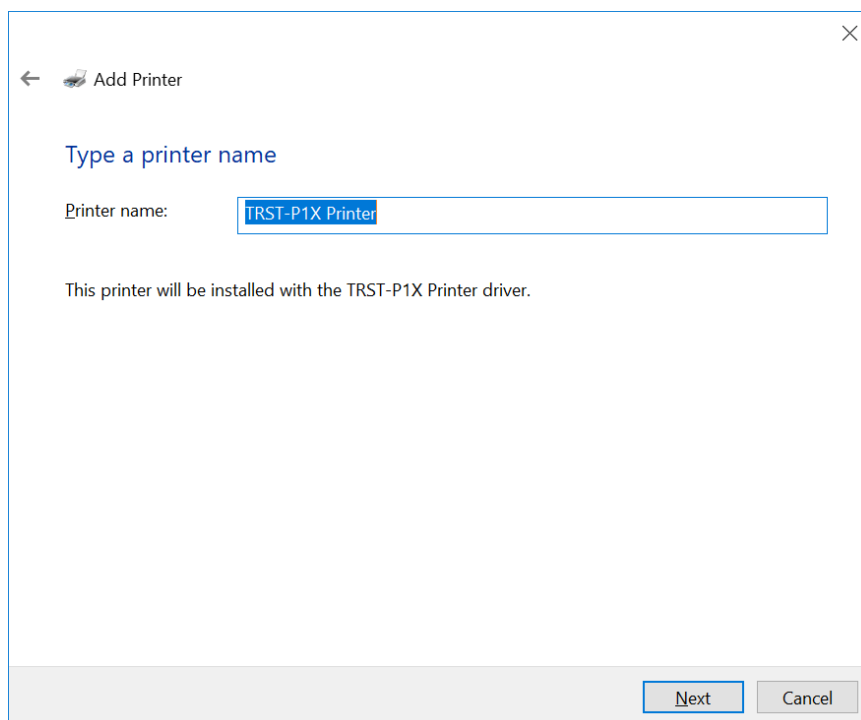 Add Printer
Type a printer name
Printer name: TRST-P1X Printer
This printer will be installed with the TRST-P1X Printer driver.
Next Cancel